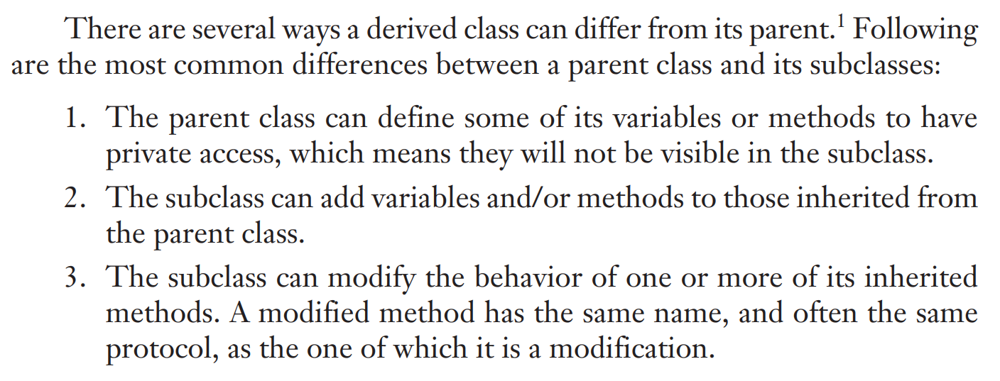 There are several ways a derived class can differ from its parent.¹ Following
are the most common differences between a parent class and its subclasses:
1. The parent class can define some of its variables or methods to have
private access, which means they will not be visible in the subclass.
2. The subclass can add variables and/or methods to those inherited from
the parent class.
3. The subclass can modify the behavior of one or more of its inherited
methods. A modified method has the same name, and often the same
protocol, as the one of which it is a modification.